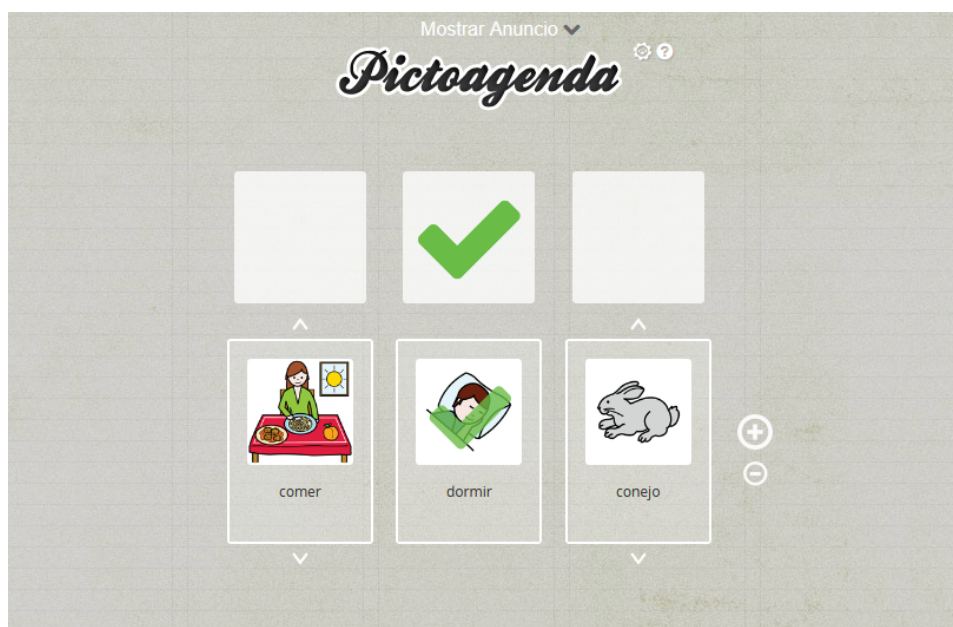 Mostrar Anuncio
Pictoagenda
?
comer
dormir
conejo